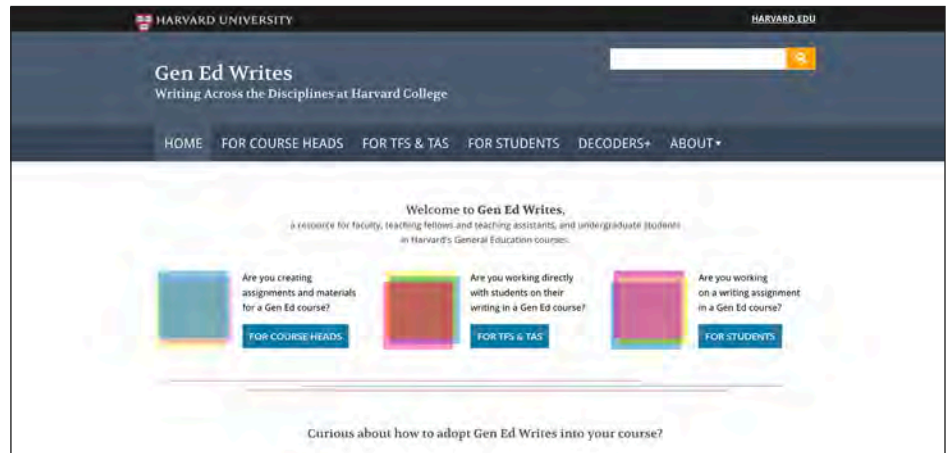 HARVARD UNIVERSITY
HARVARD.EDU
Gen Ed Writes
Writing Across the Disciplines at Harvard College
HOME FOR COURSE HEADS FOR TFS & TAS FOR STUDENTS DECODERS+ ABOUT
Welcome to Gen Ed Writes,
a resource for faculty, teaching fellows and teaching assistants, and undergraduate students
in Harvard's General Education courses.
Are you creating
assignments and materials
for a Gen Ed course?
FOR COURSE HEADS
Are you working directly
with students on their
writing in a Gen Ed course?
FOR TFS & TAS
Are you working
on a writing assignment
in a Gen Ed course?
FOR STUDENTS
Curious about how to adopt Gen Ed Writes into your course?